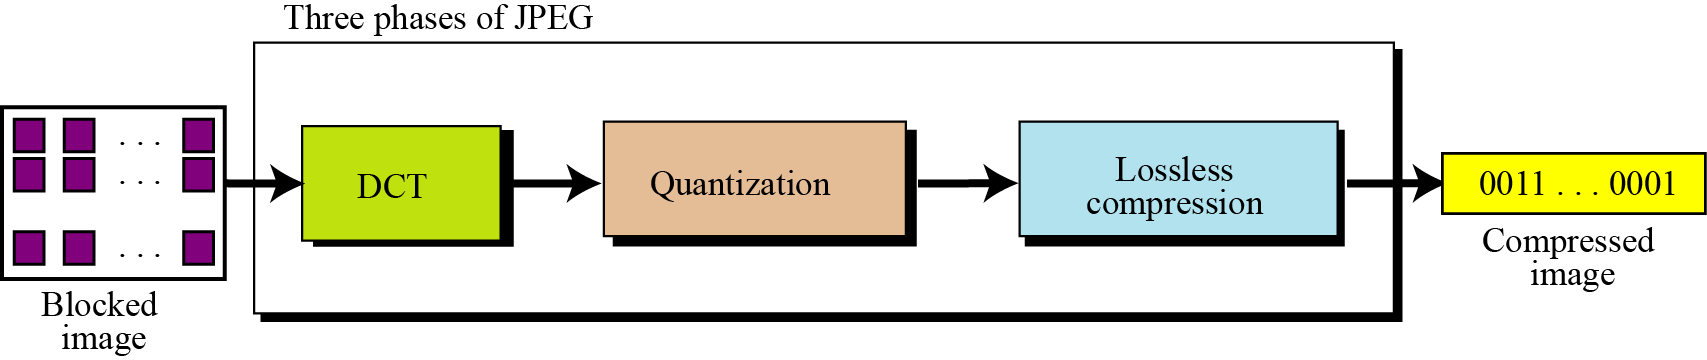 Three phases of JPEG
. . .
. . .
. . .
Blocked
image
DCT
Quantization
Lossless
compression
0011 . . . 0001
Compressed
image